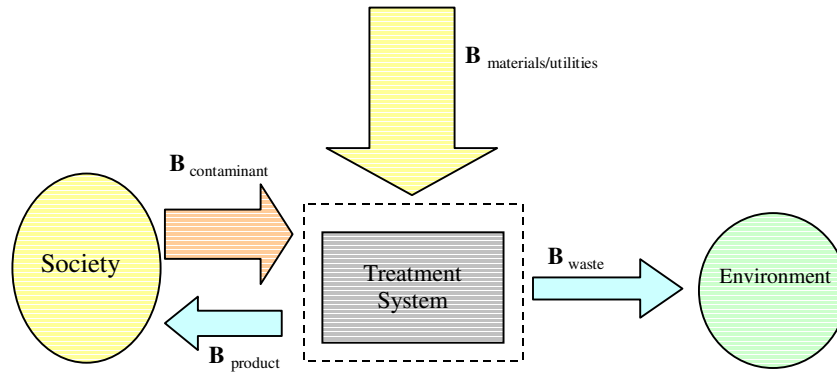 B materials/utilities
B contaminant
Society
Treatment
System
B waste
Environment
B product